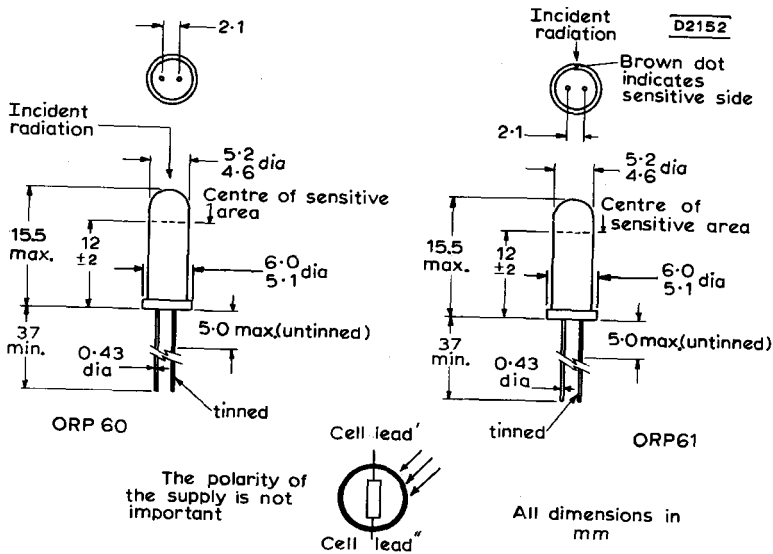 2·1
Incident
radiation
5·2
4·6 dia
Centre of sensitive
area
15.5
max.
12
±2
6·0
5·1 dia
37
min.
5.0 max.(untinned)
0·43
dia
tinned
ORP 60
Incident
radiation
D2152
Brown dot
indicates
sensitive side
2·1
5·2
4·6 dia
Centre of
sensitive area
15.5
max.
12
±2
6·0
5·1 dia
37
min.
5.0 max.(untinned)
0·43
dia
tinned
ORP61
The polarity of
the supply is not
important
Cell lead'
Cell lead"
All dimensions in
mm